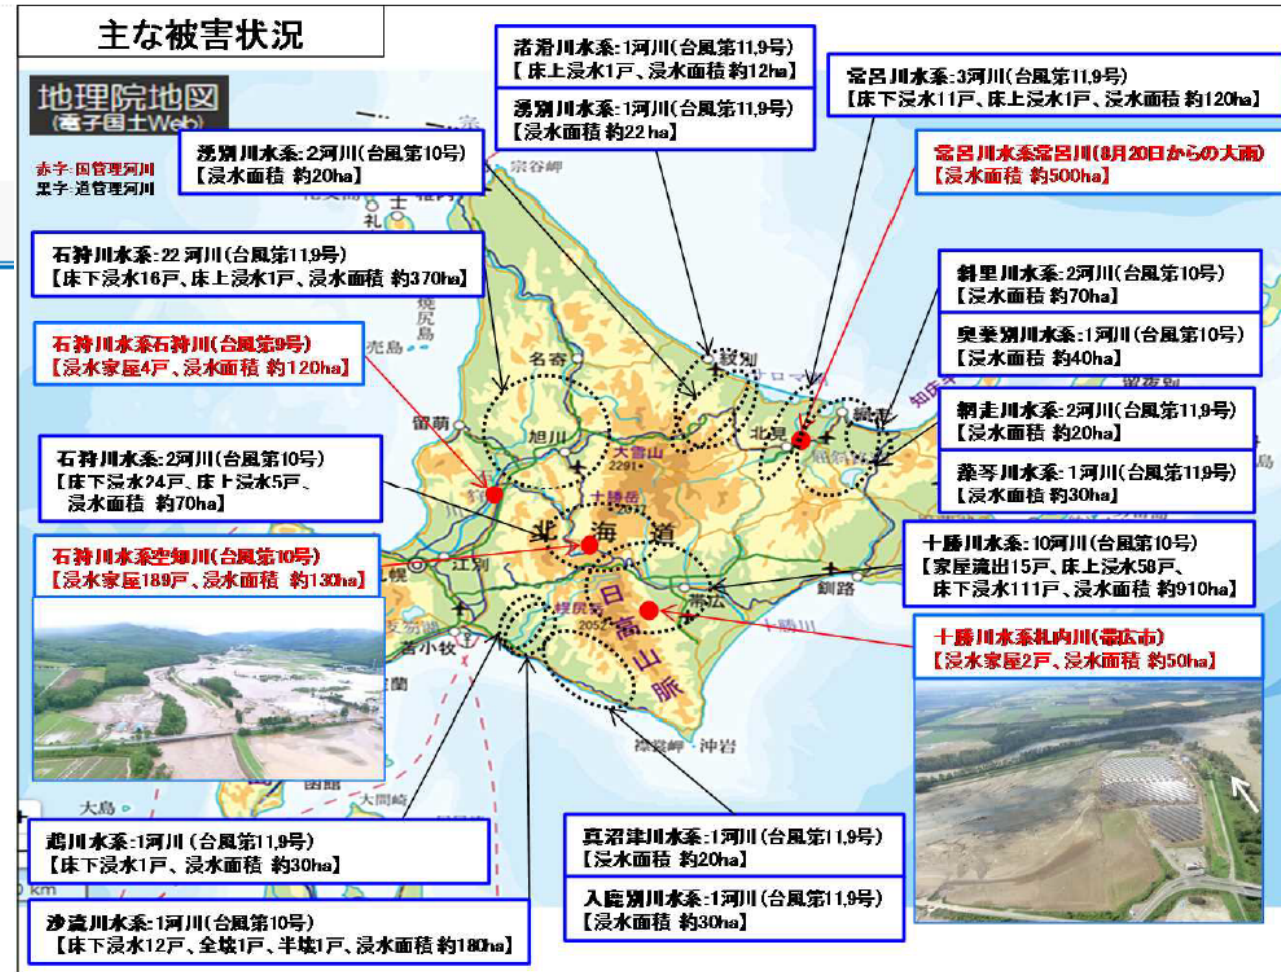 主な被害状況
地理院地図
(電子国土Web)
赤字:国管理河川
黒字:道管理河川
渚滑川水系:1河川(台風第11,9号)
【床上浸水1戸、浸水面積 約12ha】
湧別川水系:1河川(台風第11,9号)
【浸水面積 約22ha】
常呂川水系:3河川(台風第11,9号)
【床下浸水11戸、床上浸水1戸、浸水面積 約120ha】
湧別川水系:2河川(台風第10号)
【浸水面積 約20ha】
常呂川水系常呂川(8月20日からの大雨)
【浸水面積 約500ha】
石狩川水系:22河川(台風第11,9号)
【床下浸水16戸、床上浸水1戸、浸水面積 約370ha】
斜里川水系:2河川(台風第10号)
【浸水面積 約70ha】
奥蘂別川水系:1河川(台風第10号)
【浸水面積 約40ha】
石狩川水系石狩川(台風第9号)
【浸水家屋4戸、浸水面積 約120ha】
網走川水系:2河川(台風第11,9号)
【浸水面積 約20ha】
藻琴川水系:1河川(台風第11,9号)
【浸水面積 約30ha】
石狩川水系:2河川(台風第10号)
【床下浸水24戸、床上浸水5戸、
浸水面積 約70ha】
十勝川水系:10河川(台風第10号)
【家屋流出15戸、床上浸水58戸、
床下浸水111戸、浸水面積 約910ha】
石狩川水系空知川(台風第10号)
【浸水家屋189戸、浸水面積 約130ha】
十勝川水系札内川(帯広市)
【浸水家屋2戸、浸水面積 約50ha】
鵡川水系:1河川(台風第11,9号)
【床下浸水1戸、浸水面積 約30ha】
沙流川水系:1河川(台風第10号)
【床下浸水12戸、全壊1戸、半壊1戸、浸水面積 約180ha】
真沼津川水系:1河川(台風第11,9号)
【浸水面積 約20ha】
入鹿別川水系:1河川(台風第11,9号)
【浸水面積 約30ha】
宗谷岬
礼
焼尻島
名寄
紋別
留萌
旭川
大雪山
2291
北見
網走
知床
留夜別
十勝岳
2077
北海道
江別
札幌
帯広
釧路
十勝川
幌尻岳
2052
日高山脈
苫小牧
室蘭
襟裳岬
沖岩
函館
大間崎
大島
km